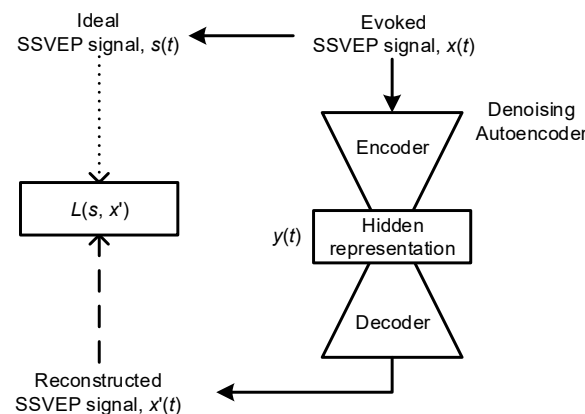 Ideal
SSVEP signal, s(t)
Evoked
SSVEP signal, x(t)
Denoising
Autoencoder
Encoder
L(s, x')
y(t)
Hidden
representation
Decoder
Reconstructed
SSVEP signal, x'(t)